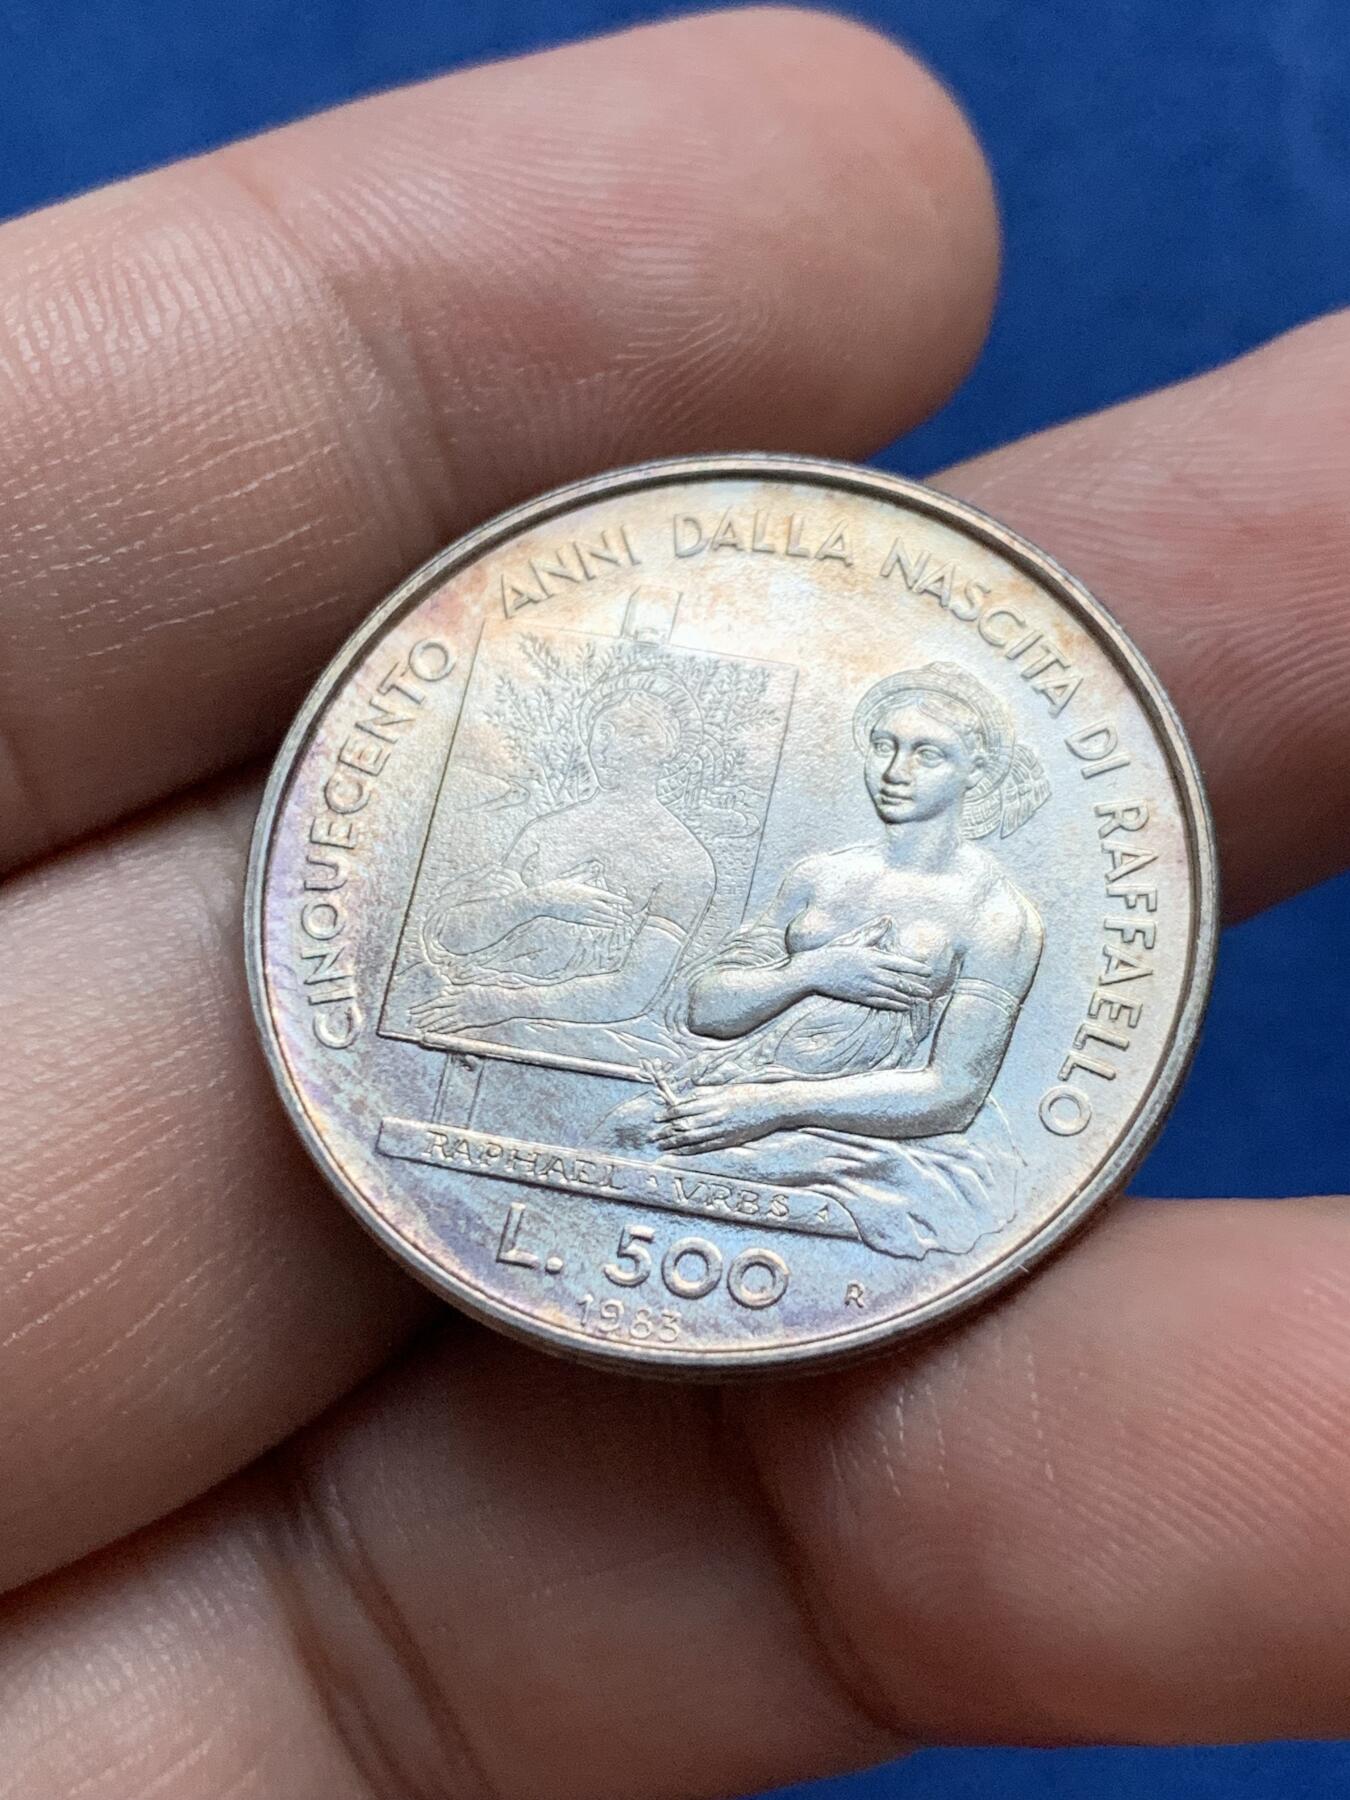 CINQUECENTO ANNI DALLA NASCITA DI RAFFAELLO
RAPHAEL · VRBS ·
L. 500
R
1983